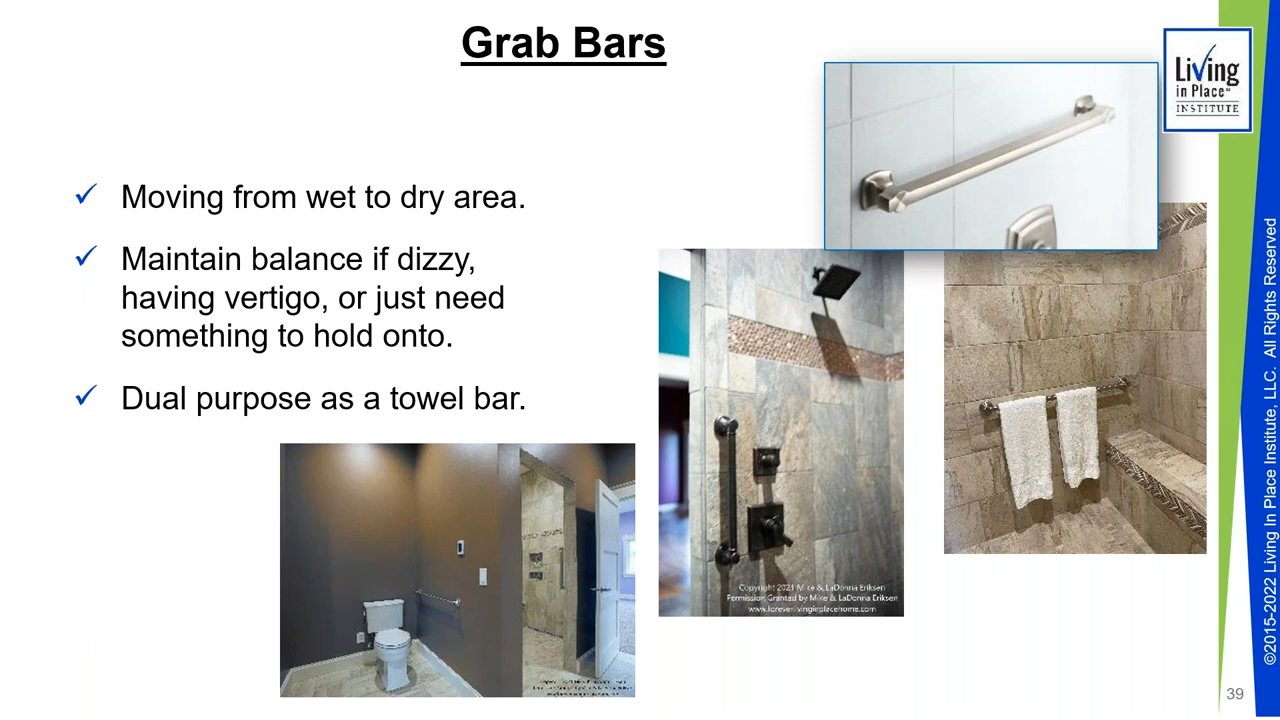 Grab Bars
Living
in Place
INSTITUTE
Moving from wet to dry area.
Maintain balance if dizzy,
having vertigo, or just need
something to hold onto.
Dual purpose as a towel bar.
Copyright 2021 Mike & LaDonna Eriksen
Permission Granted by Mike & LaDonna Eriksen
www.foreverlivinginplacehome.com
©2015-2022 Living In Place Institute, LLC. All Rights Reserved
39